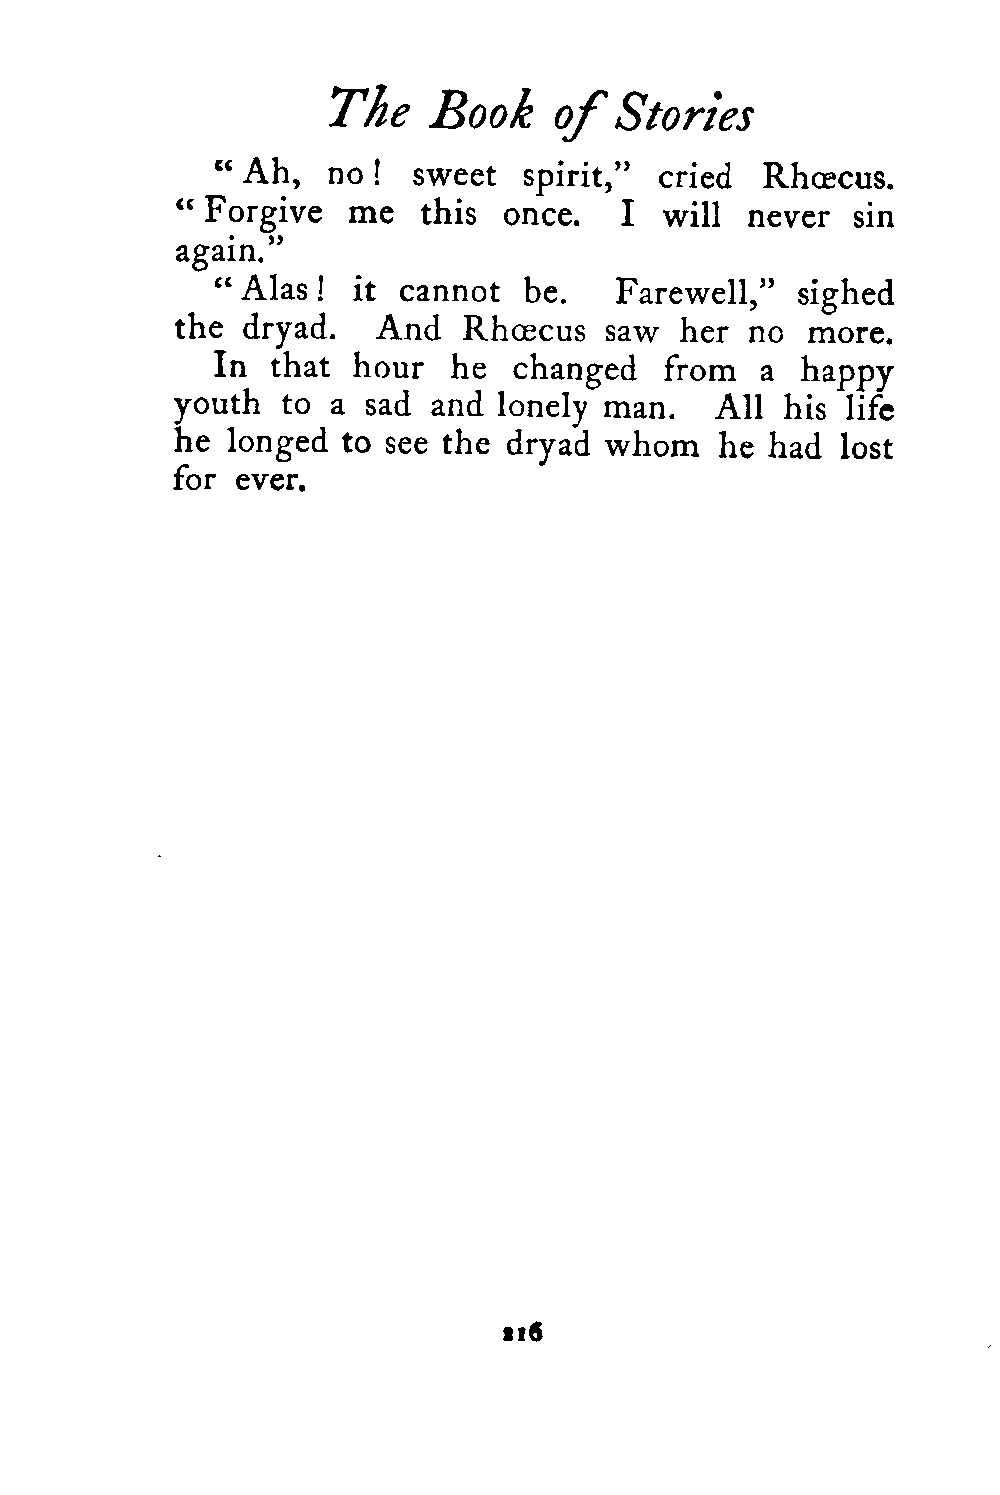 The Book of Stories
“ Ah, no! sweet spirit,” cried Rhœcus.
“ Forgive me this once. I will never sin
again.”
“ Alas! it cannot be. Farewell,” sighed
the dryad. And Rhœcus saw her no more.
In that hour he changed from a happy
youth to a sad and lonely man. All his life
he longed to see the dryad whom he had lost
for ever.
216